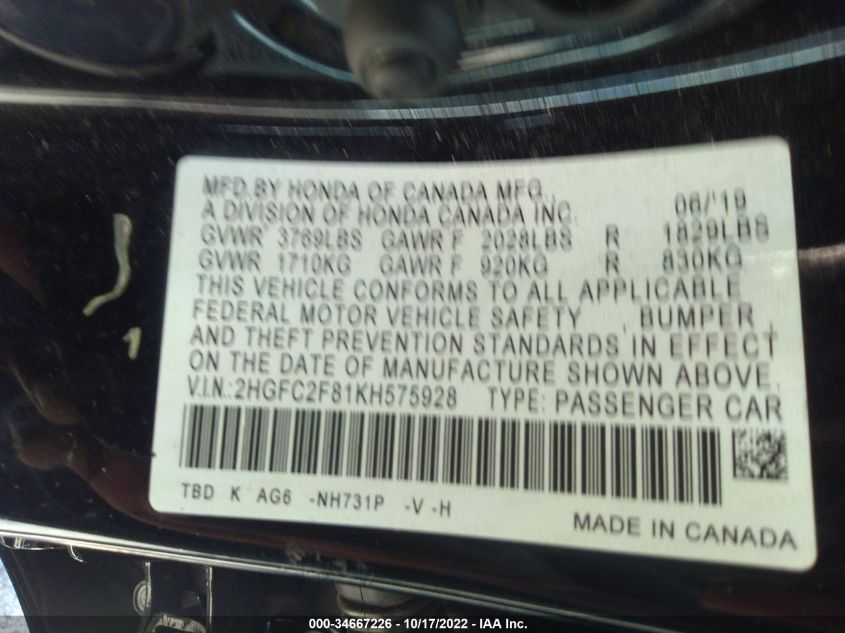 MFD.BY HONDA OF CANADA MFG., 06/'19
A DIVISION OF HONDA CANADA INC.
GVWR 3769LBS GAWR F 2028LBS R 1829LBS
GVWR 1710KG GAWR F 920KG R 830KG
THIS VEHICLE CONFORMS TO ALL APPLICABLE
FEDERAL MOTOR VEHICLE SAFETY , BUMPER ,
AND THEFT PREVENTION STANDARDS IN EFFECT
ON THE DATE OF MANUFACTURE SHOWN ABOVE.
V.I.N.:2HGFC2F81KH575928 TYPE: PASSENGER CAR
TBD K AG6 -NH731P -V -H
MADE IN CANADA
000-34667226 - 10/17/2022 - IAA Inc.